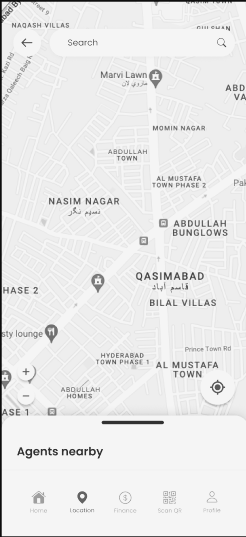 NAQASH VILLAS
Search
Marvi Lawn
ماروي لان
MOMIN NAGAR
ABDULLAH
TOWN
AL MUSTAFA
TOWN PHASE 2
NASIM NAGAR
نسيم نگر
ABDULLAH
BUNGLOWS
QASIMABAD
قاسم آباد
HASE 2
BILAL VILLAS
sty lounge
Prince Town Rd
HYDERABAD
TOWN PHASE 1
AL MUSTAFA
TOWN
ABDULLAH
HOMES
ASE 1
Agents nearby
Home
Location
Finance
Scan QR
Profile